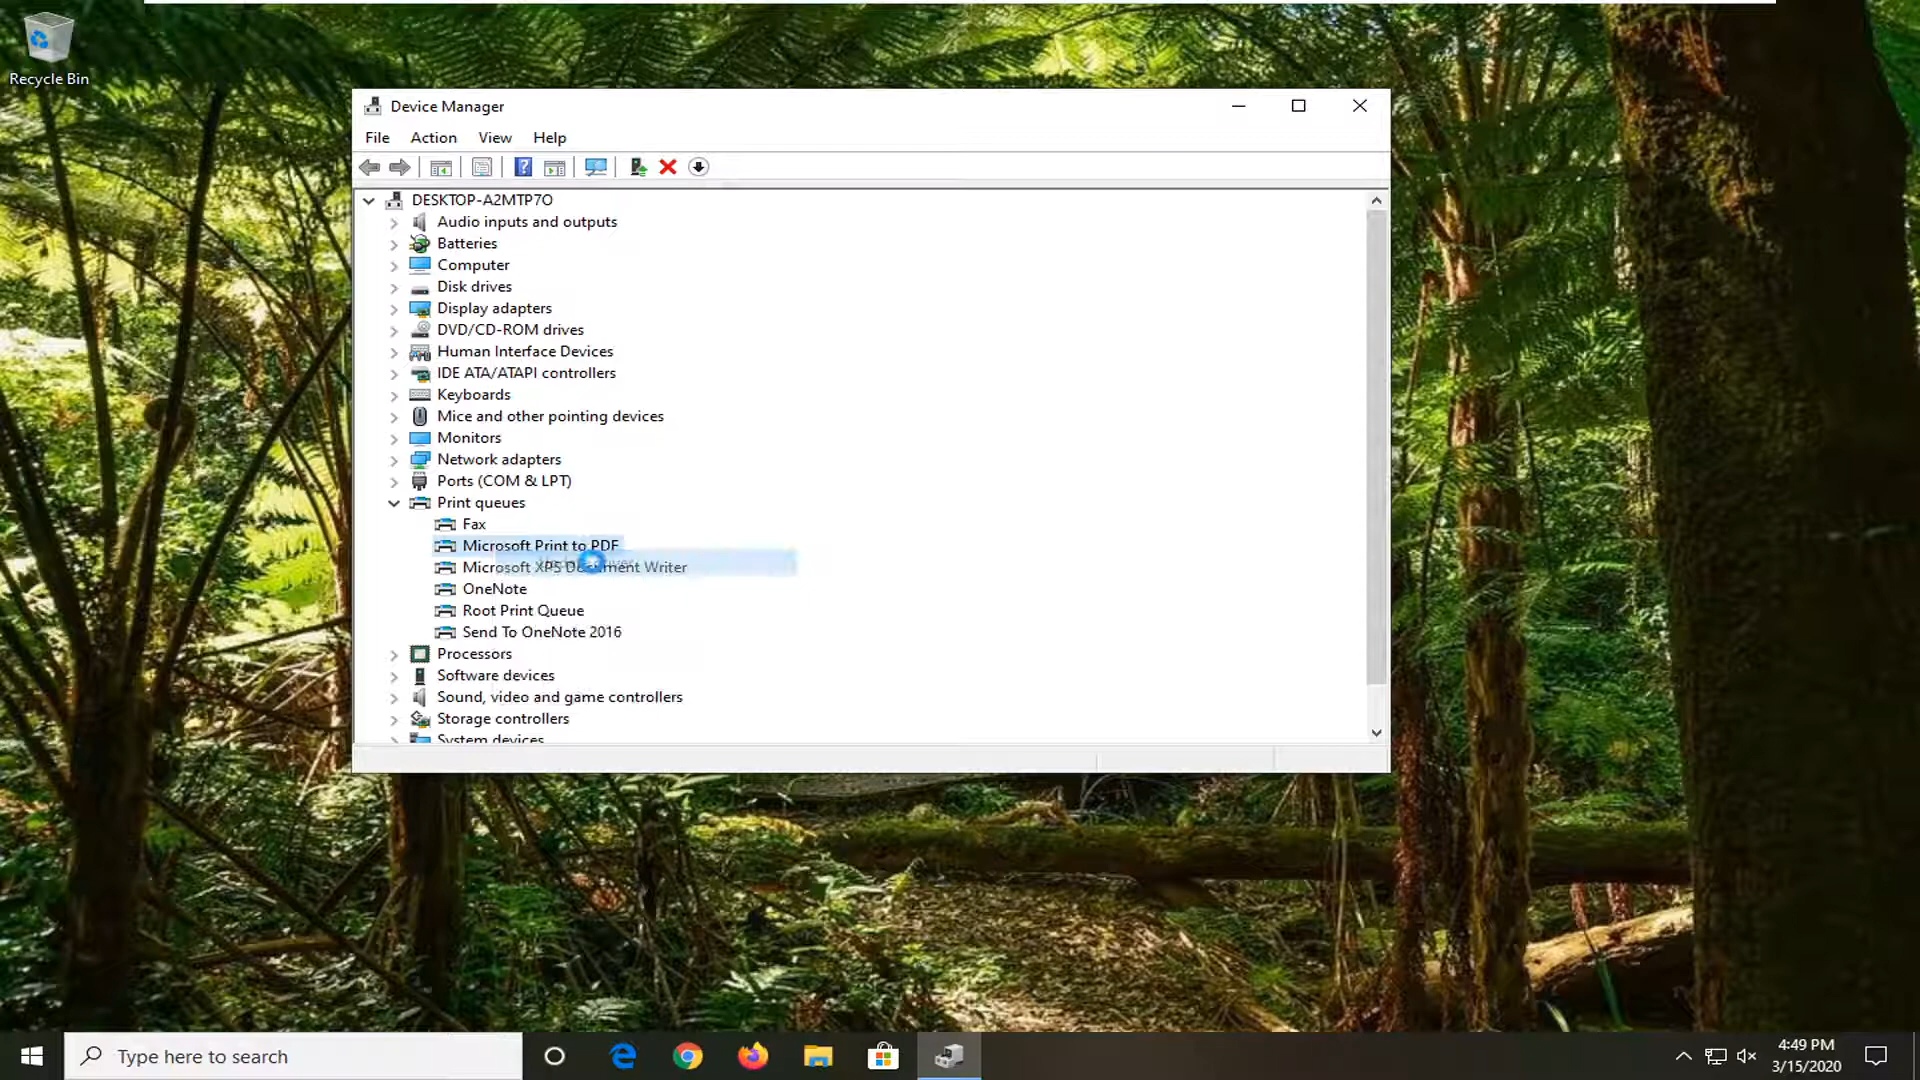 Recycle Bin
Device Manager
File Action View Help
DESKTOP-A2MTP7O
Audio inputs and outputs
Batteries
Computer
Disk drives
Display adapters
DVD/CD-ROM drives
Human Interface Devices
IDE ATA/ATAPI controllers
Keyboards
Mice and other pointing devices
Monitors
Network adapters
Ports (COM & LPT)
Print queues
Fax
Microsoft Print to PDF
Microsoft XPS Document Writer
OneNote
Root Print Queue
Send To OneNote 2016
Processors
Software devices
Sound, video and game controllers
Storage controllers
System devices
Type here to search
4:49 PM
3/15/2020